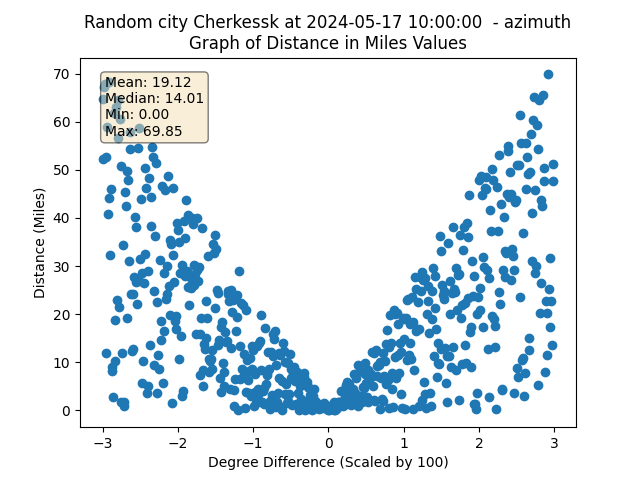 Random city Cherkessk at 2024-05-17 10:00:00  - azimuth
Graph of Distance in Miles Values
Mean: 19.12
Median: 14.01
Min: 0.00
Max: 69.85
70
60
50
40
30
20
10
0
Distance (Miles)
−3
−2
−1
0
1
2
3
Degree Difference (Scaled by 100)